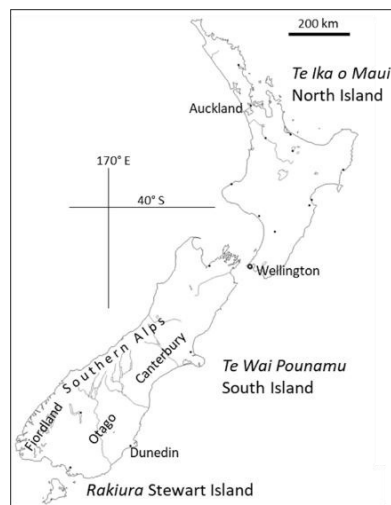 200 km
Te Ika o Maui
North Island
Auckland
170° E
40° S
Wellington
Southern Alps
Canterbury
Te Wai Pounamu
South Island
Fjordland
Otago
Dunedin
Rakiura Stewart Island